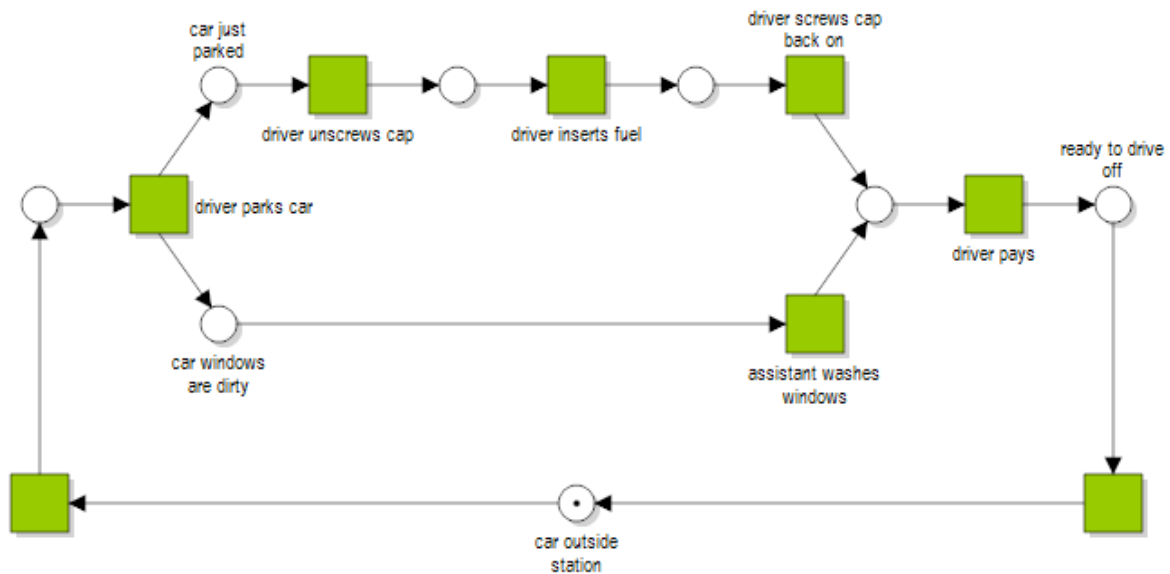 car just
parked
driver screws cap
back on
driver unscrews cap
driver inserts fuel
ready to drive
off
driver parks car
driver pays
car windows
are dirty
assistant washes
windows
car outside
station